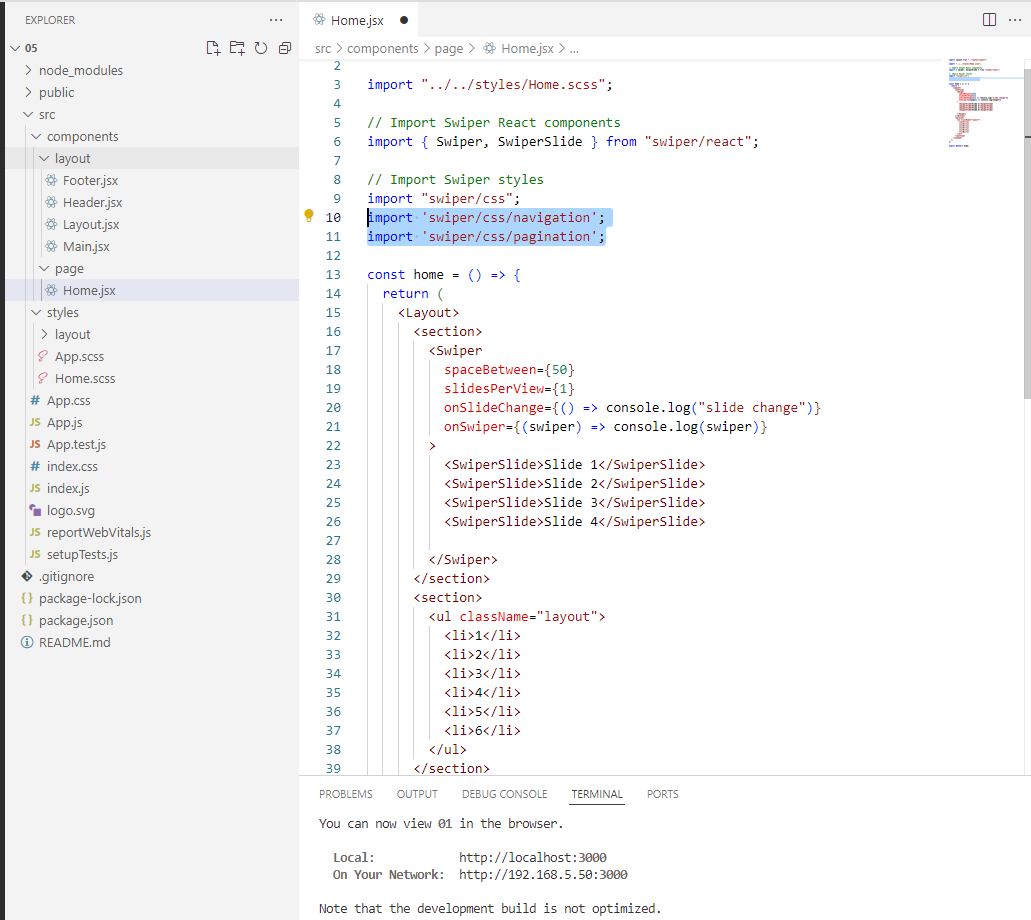 EXPLORER
05
node_modules
public
src
components
layout
Footer.jsx
Header.jsx
Layout.jsx
Main.jsx
page
Home.jsx
styles
layout
App.scss
Home.scss
# App.css
JS App.js
JS App.test.js
# index.css
JS index.js
logo.svg
JS reportWebVitals.js
JS setupTests.js
.gitignore
{} package-lock.json
{} package.json
README.md
Home.jsx
src > components > page > Home.jsx > ...
2
3 import "../../styles/Home.scss";
4
5 // Import Swiper React components
6 import { Swiper, SwiperSlide } from "swiper/react";
7
8 // Import Swiper styles
9 import "swiper/css";
10 import 'swiper/css/navigation';
11 import 'swiper/css/pagination';
12
13 const home = () => {
14 return (
15 <Layout>
16 <section>
17 <Swiper
18 spaceBetween={50}
19 slidesPerView={1}
20 onSlideChange={() => console.log("slide change")}
21 onSwiper={(swiper) => console.log(swiper)}
22 >
23 <SwiperSlide>Slide 1</SwiperSlide>
24 <SwiperSlide>Slide 2</SwiperSlide>
25 <SwiperSlide>Slide 3</SwiperSlide>
26 <SwiperSlide>Slide 4</SwiperSlide>
27
28 </Swiper>
29 </section>
30 <section>
31 <ul className="layout">
32 <li>1</li>
33 <li>2</li>
34 <li>3</li>
35 <li>4</li>
36 <li>5</li>
37 <li>6</li>
38 </ul>
39 </section>
PROBLEMS OUTPUT DEBUG CONSOLE TERMINAL PORTS
You can now view 01 in the browser.
Local: http://localhost:3000
On Your Network: http://192.168.5.50:3000
Note that the development build is not optimized.